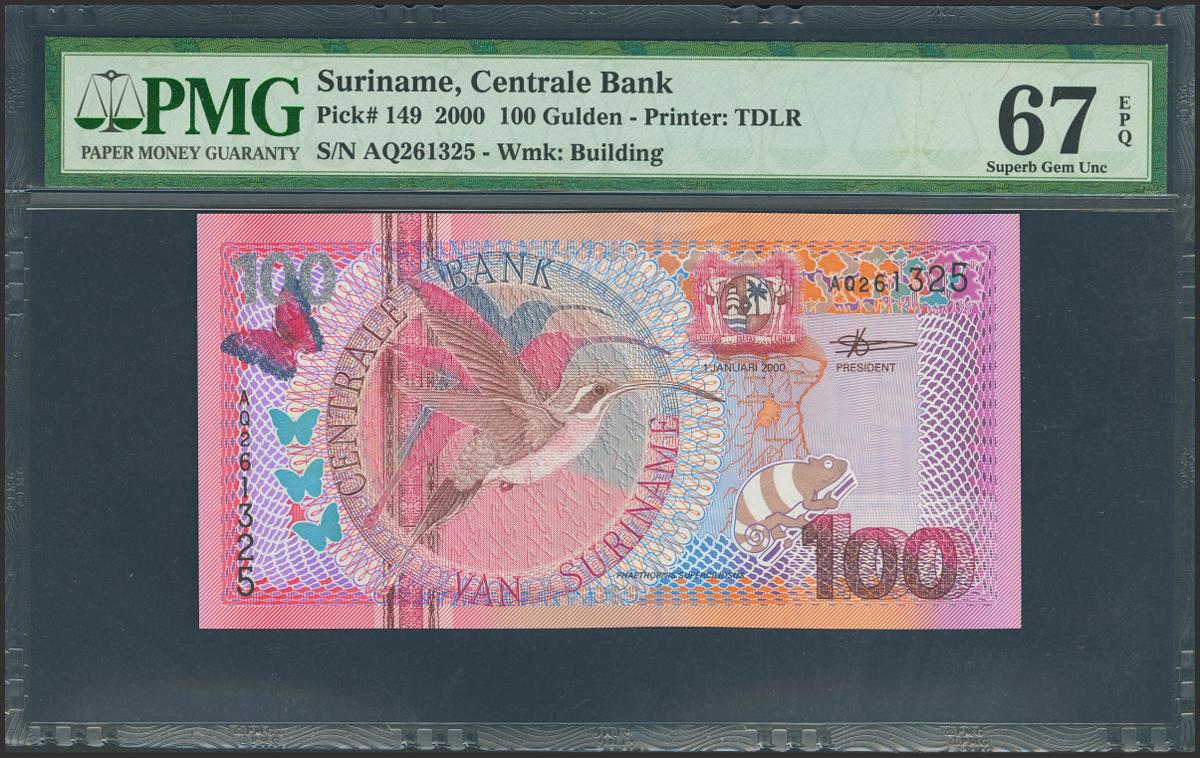 PMG
PAPER MONEY GUARANTY
Suriname, Centrale Bank
Pick# 149 2000 100 Gulden - Printer: TDLR
S/N AQ261325 - Wmk: Building
67
EPQ
Superb Gem Unc
100
CENTRALE BANK
VAN SURINAME
AQ261325
1 JANUARI 2000
PRESIDENT
AQ261325
PHAETHORNIS SUPERCILIOSUS
100